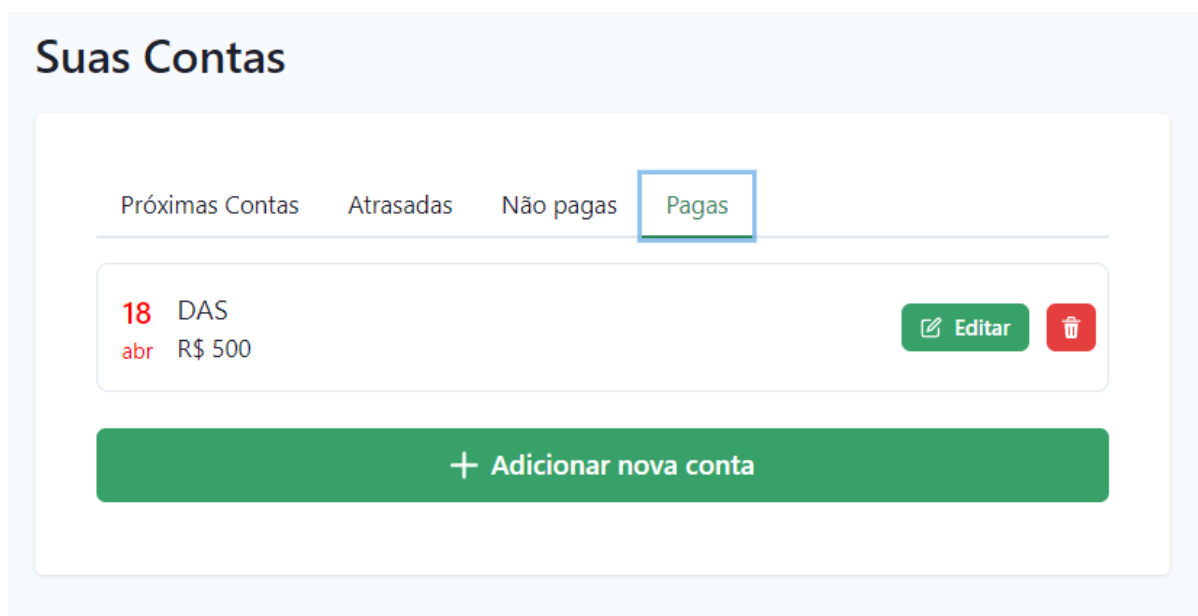 Suas Contas
Próximas Contas Atrasadas Não pagas Pagas
18 DAS
abr R$ 500
Editar
Adicionar nova conta